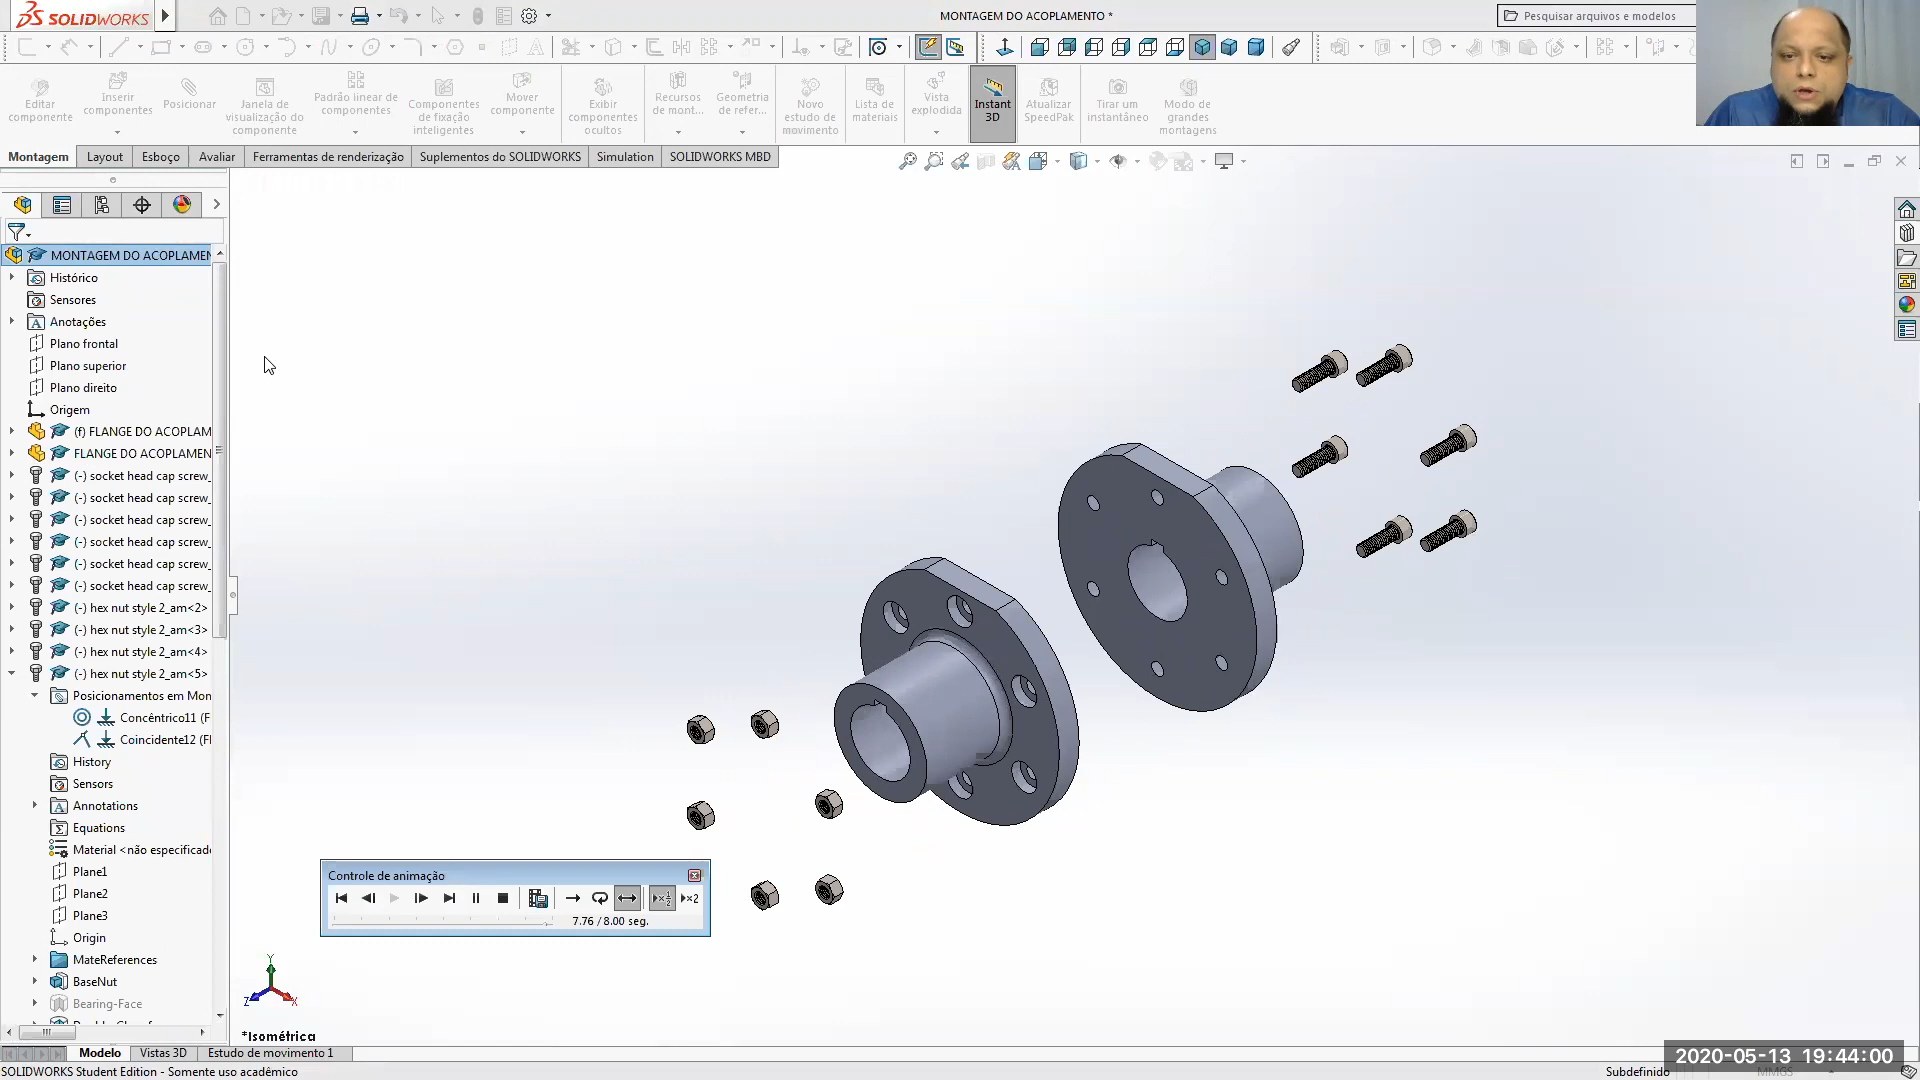 SOLIDWORKS
MONTAGEM DO ACOPLAMENTO *
Pesquisar arquivos e modelos
Editar componente
Inserir componentes
Posicionar
Janela de visualização do componente
Padrão linear de componentes
Componentes de fixação inteligentes
Mover componente
Exibir componentes ocultos
Recursos de mont...
Geometria de refer...
Novo estudo de movimento
Lista de materiais
Vista explodida
Instant 3D
Atualizar SpeedPak
Tirar um instantâneo
Modo de grandes montagens
Montagem
Layout
Esboço
Avaliar
Ferramentas de renderização
Suplementos do SOLIDWORKS
Simulation
SOLIDWORKS MBD
MONTAGEM DO ACOPLAMEN
Histórico
Sensores
Anotações
Plano frontal
Plano superior
Plano direito
Origem
(f) FLANGE DO ACOPLAM
FLANGE DO ACOPLAMEN
(-) socket head cap screw_
(-) socket head cap screw_
(-) socket head cap screw_
(-) socket head cap screw_
(-) socket head cap screw_
(-) socket head cap screw_
(-) hex nut style 2_am<2>
(-) hex nut style 2_am<3>
(-) hex nut style 2_am<4>
(-) hex nut style 2_am<5>
Posicionamentos em Mon
Concêntrico11 (F
Coincidente12 (F
History
Sensors
Annotations
Equations
Material <não especificado
Plane1
Plane2
Plane3
Origin
MateReferences
BaseNut
Bearing-Face
Controle de animação
x½
x2
7.76 / 8.00 seg.
Y
Z
X
*Isométrica
Modelo
Vistas 3D
Estudo de movimento 1
SOLIDWORKS Student Edition - Somente uso acadêmico
Subdefinido
MMGS
2020-05-13 19:44:00